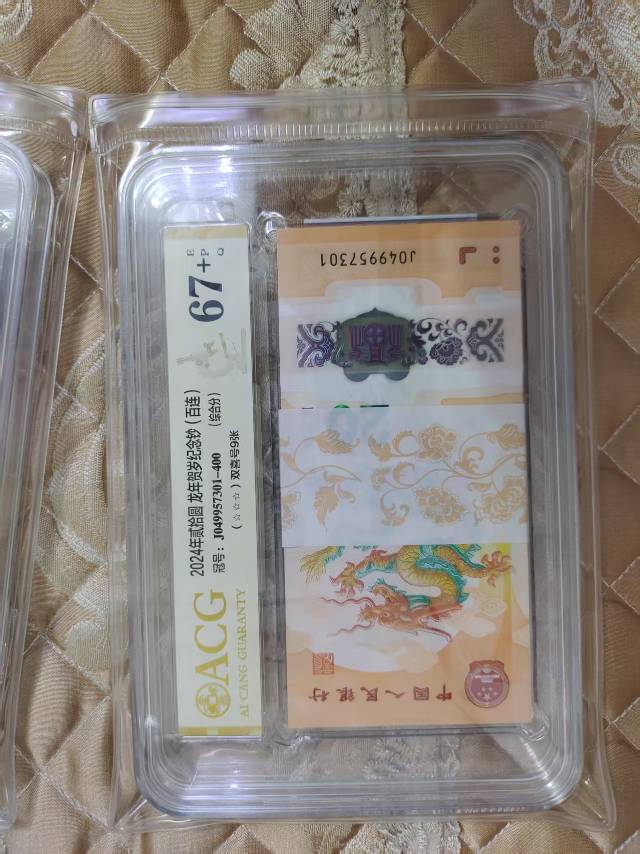 ACG
AI CANG GUARANTY
2024年贰拾圆 龙年贺岁纪念钞（百连）
冠号：J049957301-400 (综合分)
（☆☆☆）双喜号9张
67+
EPQ
J049957301
中国人民银行